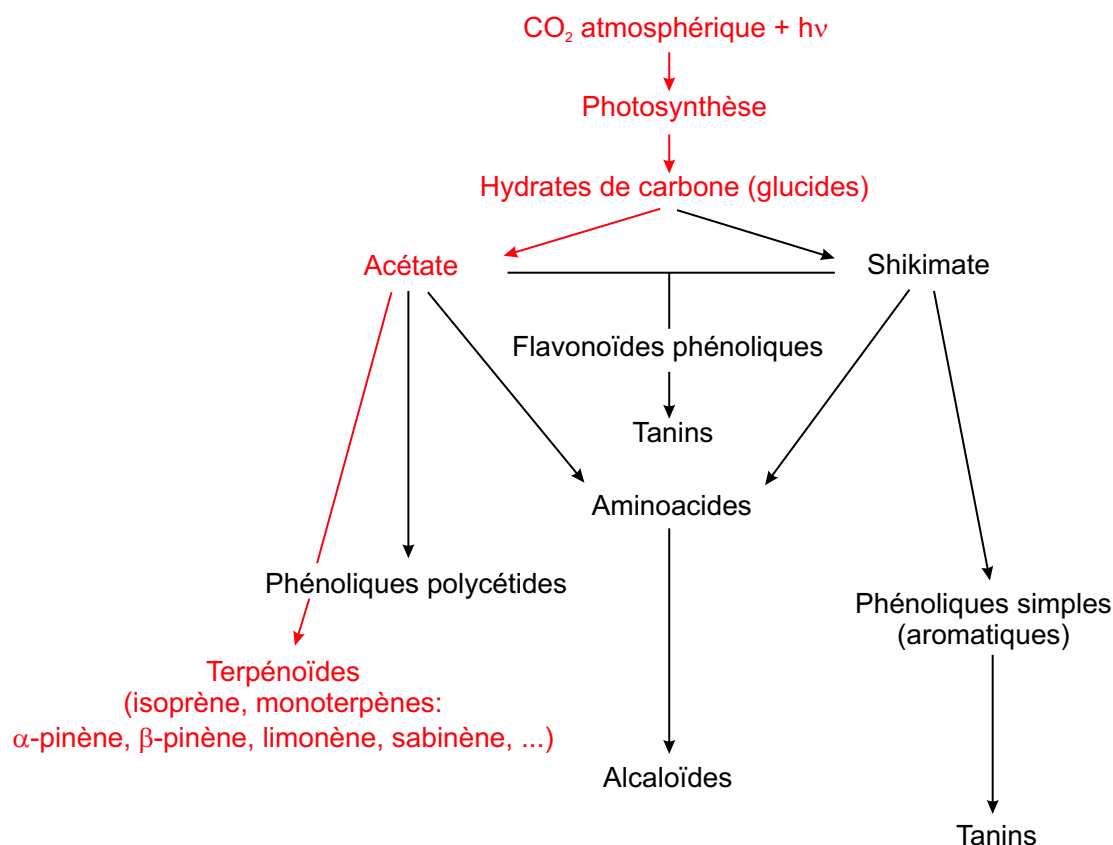 CO₂ atmosphérique + hν
Photosynthèse
Hydrates de carbone (glucides)
Acétate
Shikimate
Flavonoïdes phénoliques
Tanins
Aminoacides
Phénoliques polycétides
Phénoliques simples
(aromatiques)
Terpénoïdes
(isoprène, monoterpènes:
α-pinène, β-pinène, limonène, sabinène, ...)
Alcaloïdes
Tanins